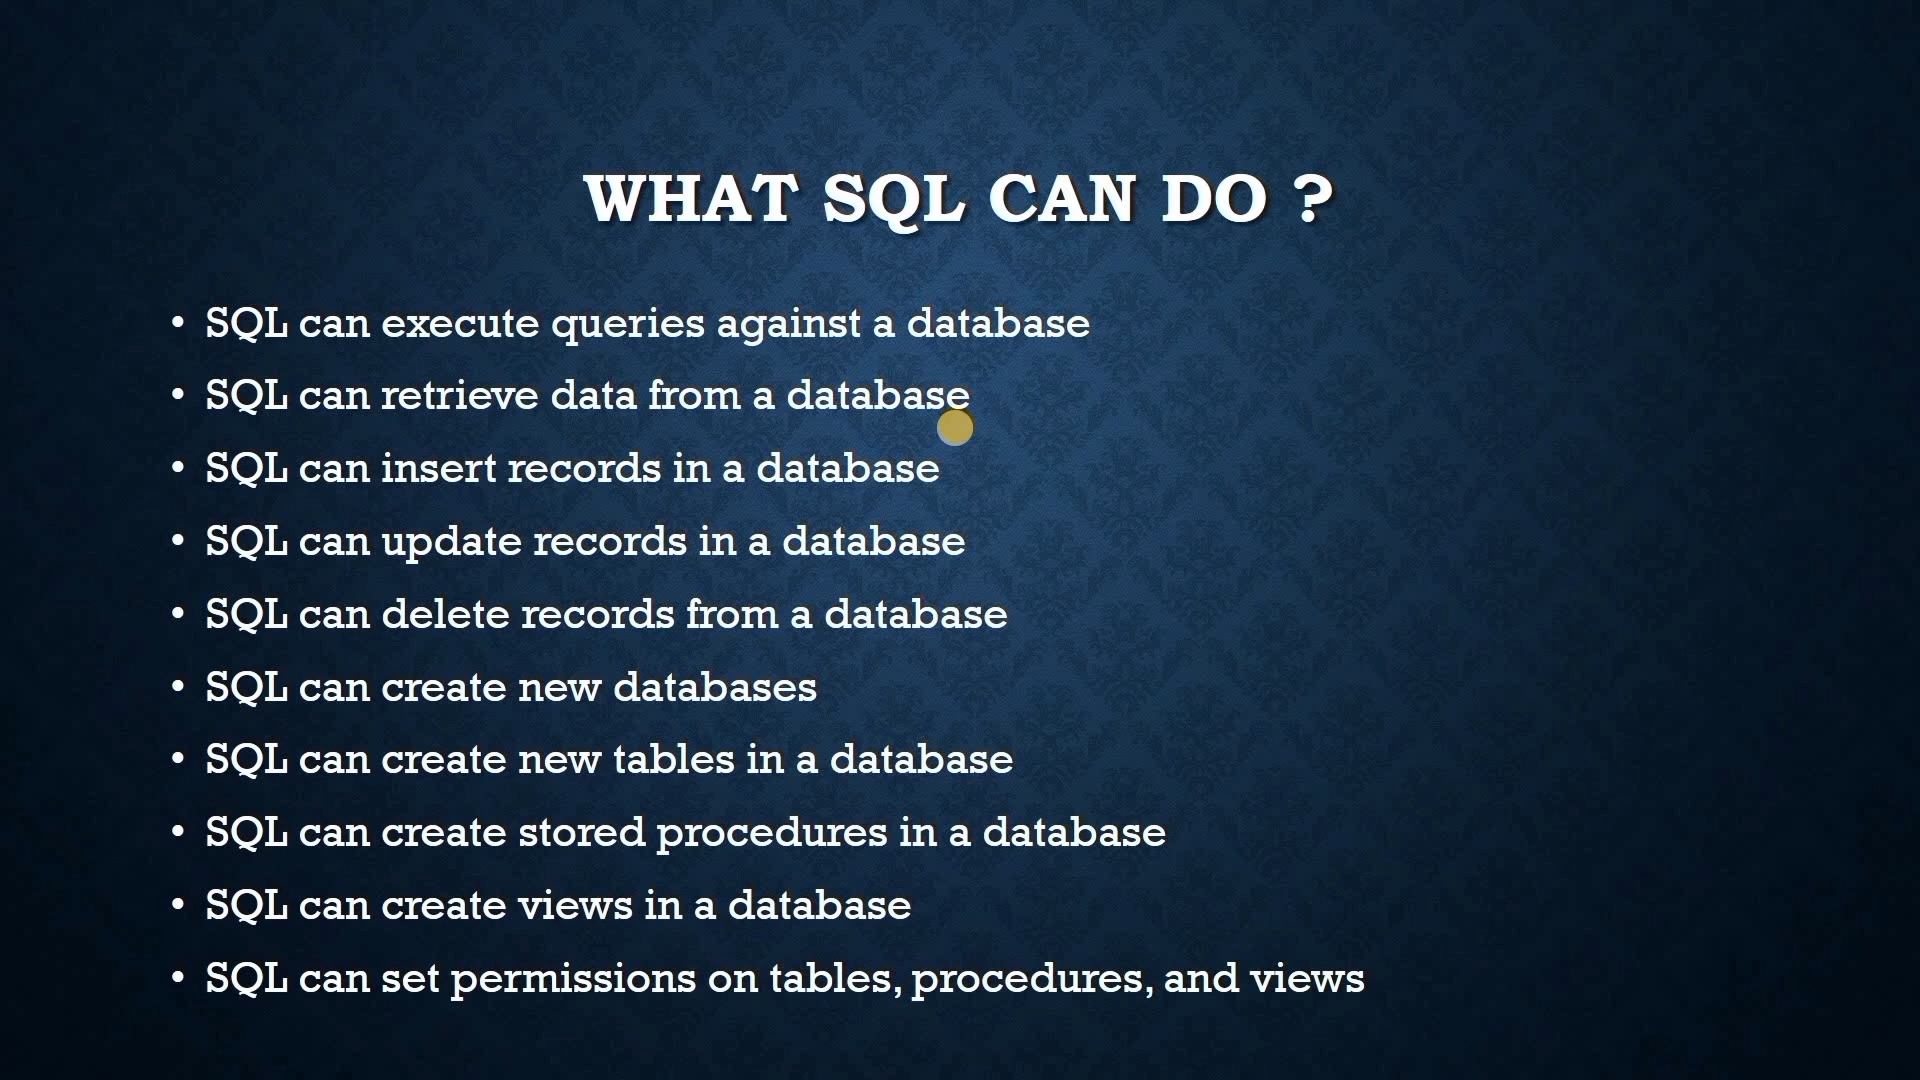 WHAT SQL CAN DO ?
• SQL can execute queries against a database
• SQL can retrieve data from a database
• SQL can insert records in a database
• SQL can update records in a database
• SQL can delete records from a database
• SQL can create new databases
• SQL can create new tables in a database
• SQL can create stored procedures in a database
• SQL can create views in a database
• SQL can set permissions on tables, procedures, and views